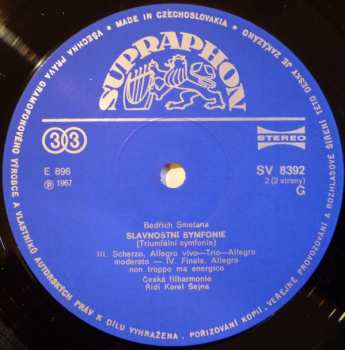 • MADE IN CZECHOSLOVAKIA •
VŠECHNA PRÁVA GRAMOFONOVÉHO VÝROBCE A VLASTNÍKŮ AUTORSKÝCH PRÁV K DÍLU VYHRAŽENA. POŘIZOVÁNÍ KOPIÍ, VEŘEJNÉ PROVOZOVÁNÍ A ROZHLASOVÉ ŠÍŘENÍ TÉTO DESKY JE ZAKÁZÁNO
SUPRAPHON
33
STEREO
E 896
℗ 1967
SV 8392
2 (2 strany)
G
Bedřich Smetana
SLAVNOSTNÍ SYMFONIE
(Triumfální symfonie)
III. Scherzo, Allegro vivo—Trio—Allegro
moderato — IV. Finale. Allegro
non troppo ma energico
Česká filharmonie
Řídí Karel Šejna